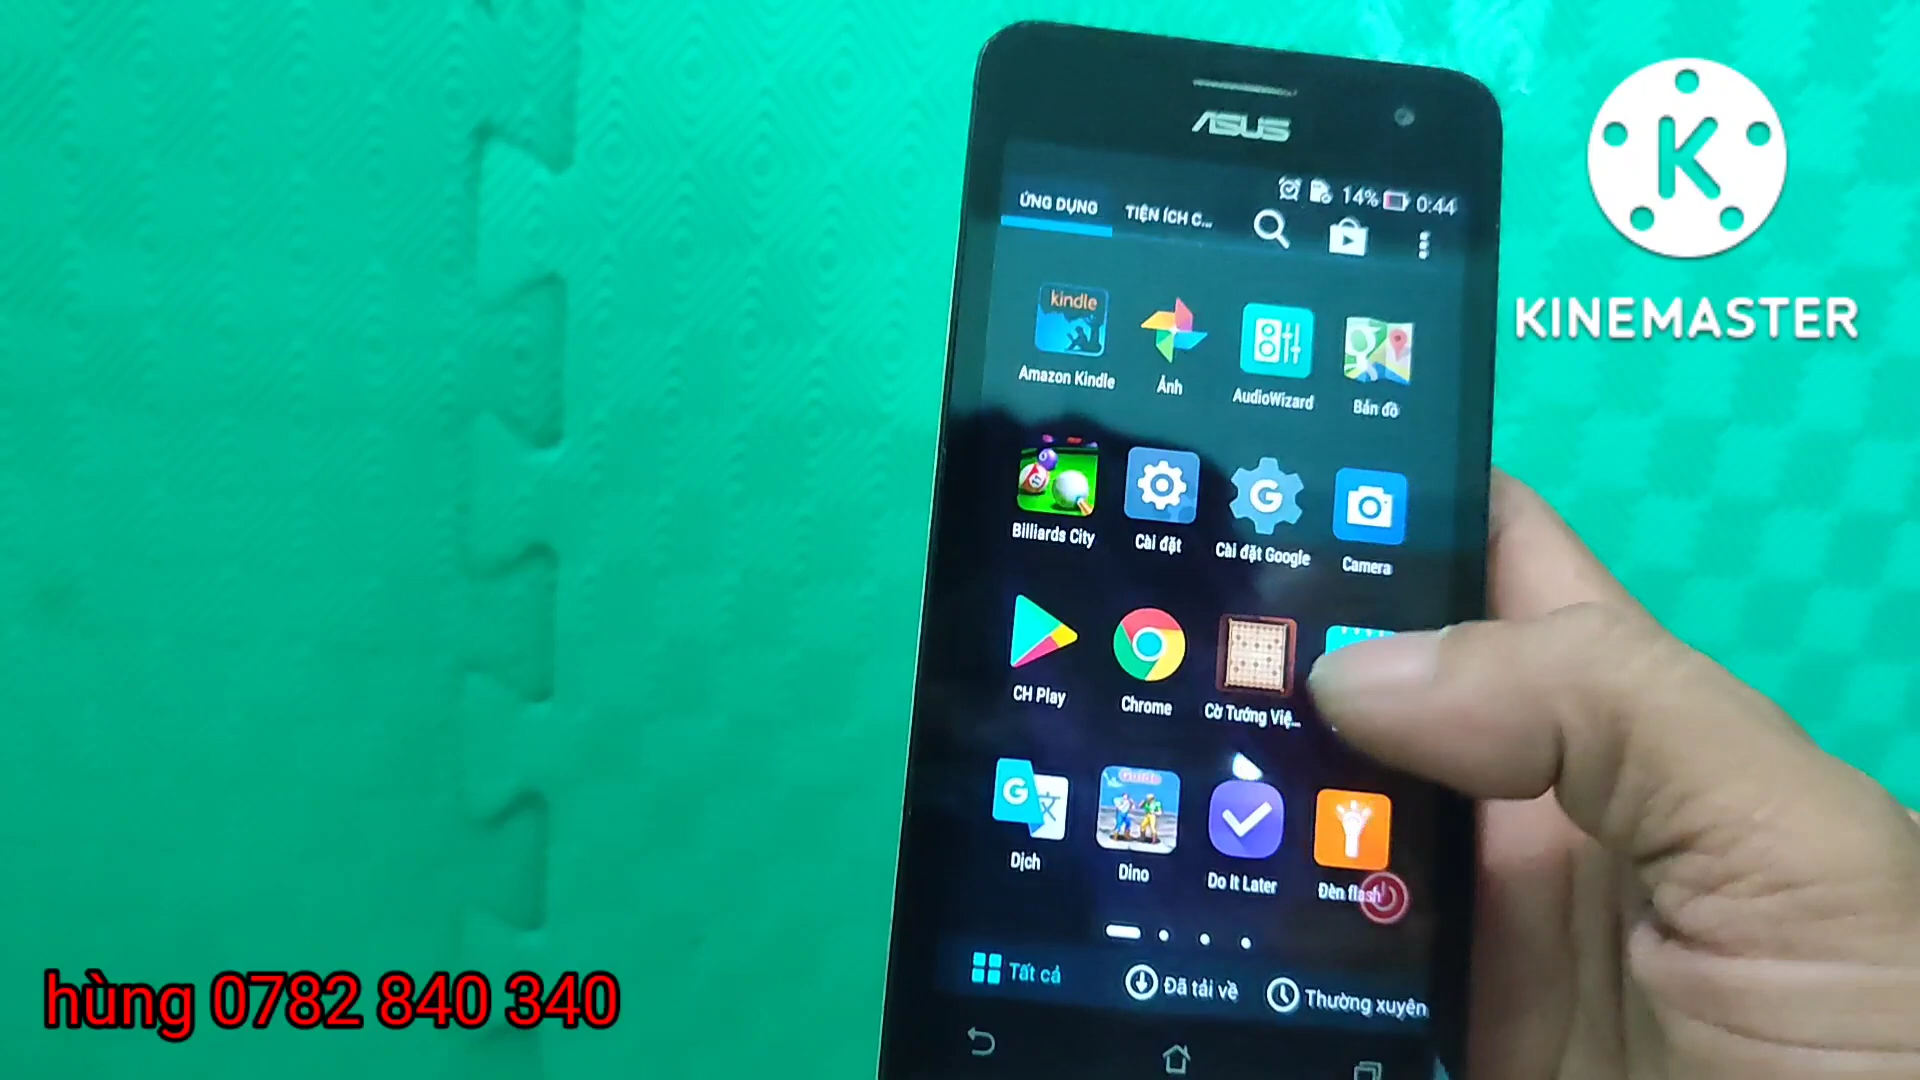 ASUS
14% 0:44
ỨNG DỤNG TIỆN ÍCH C...
kindle
Amazon Kindle Ảnh AudioWizard Bản đồ
Billiards City Cài đặt Cài đặt Google Camera
CH Play Chrome Cờ Tướng Việ...
Guide
Dịch Dino Do It Later Đèn flash
Tất cả Đã tải về Thường xuyên
K
KINEMASTER
hùng 0782 840 340